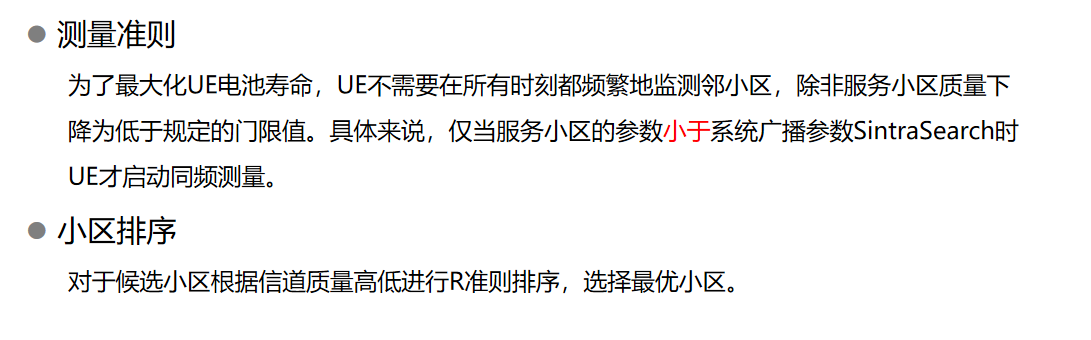 ● 测量准则
为了最大化UE电池寿命，UE不需要在所有时刻都频繁地监测邻小区，除非服务小区质量下
降为低于规定的门限值。具体来说，仅当服务小区的参数小于系统广播参数SintraSearch时
UE才启动同频测量。
● 小区排序
对于候选小区根据信道质量高低进行R准则排序，选择最优小区。